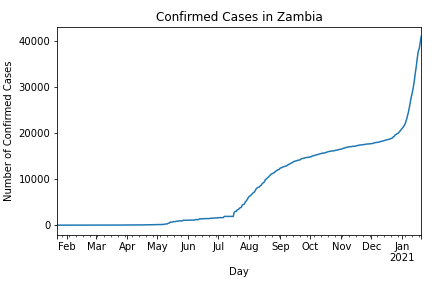 Confirmed Cases in Zambia
Number of Confirmed Cases
40000
30000
20000
10000
0
Feb Mar Apr May Jun Jul Aug Sep Oct Nov Dec Jan
2021
Day